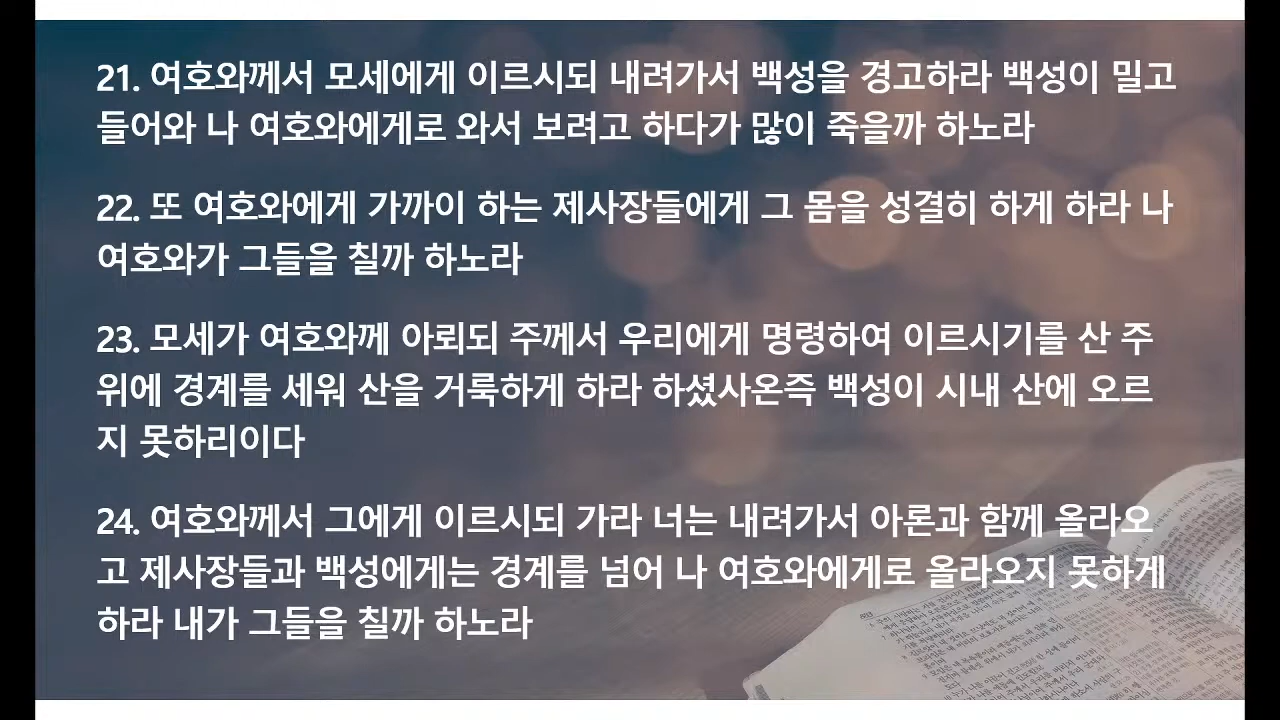 21. 여호와께서 모세에게 이르시되 내려가서 백성을 경고하라 백성이 밀고
들어와 나 여호와에게로 와서 보려고 하다가 많이 죽을까 하노라
22. 또 여호와에게 가까이 하는 제사장들에게 그 몸을 성결히 하게 하라 나
여호와가 그들을 칠까 하노라
23. 모세가 여호와께 아뢰되 주께서 우리에게 명령하여 이르시기를 산 주
위에 경계를 세워 산을 거룩하게 하라 하셨사온즉 백성이 시내 산에 오르
지 못하리이다
24. 여호와께서 그에게 이르시되 가라 너는 내려가서 아론과 함께 올라오
고 제사장들과 백성에게는 경계를 넘어 나 여호와에게로 올라오지 못하게
하라 내가 그들을 칠까 하노라